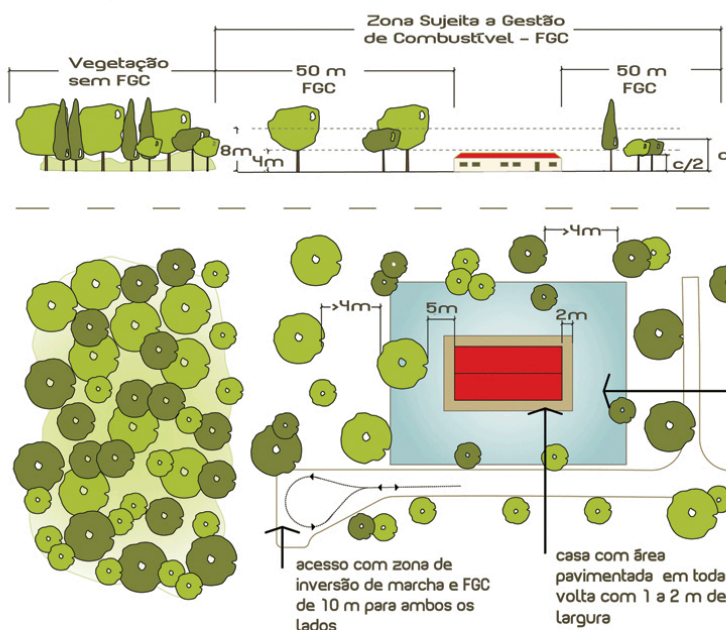 Zona Sujeita a Gestão
de Combustível - FGC
Vegetação
sem FGC
50 m
FGC
50 m
FGC
8m
4m
c/2
c
>4m
>4m
5m
2m
acesso com zona de
inversão de marcha e FGC
de 10 m para ambos os
lados
casa com área
pavimentada em toda
volta com 1 a 2 m de
largura